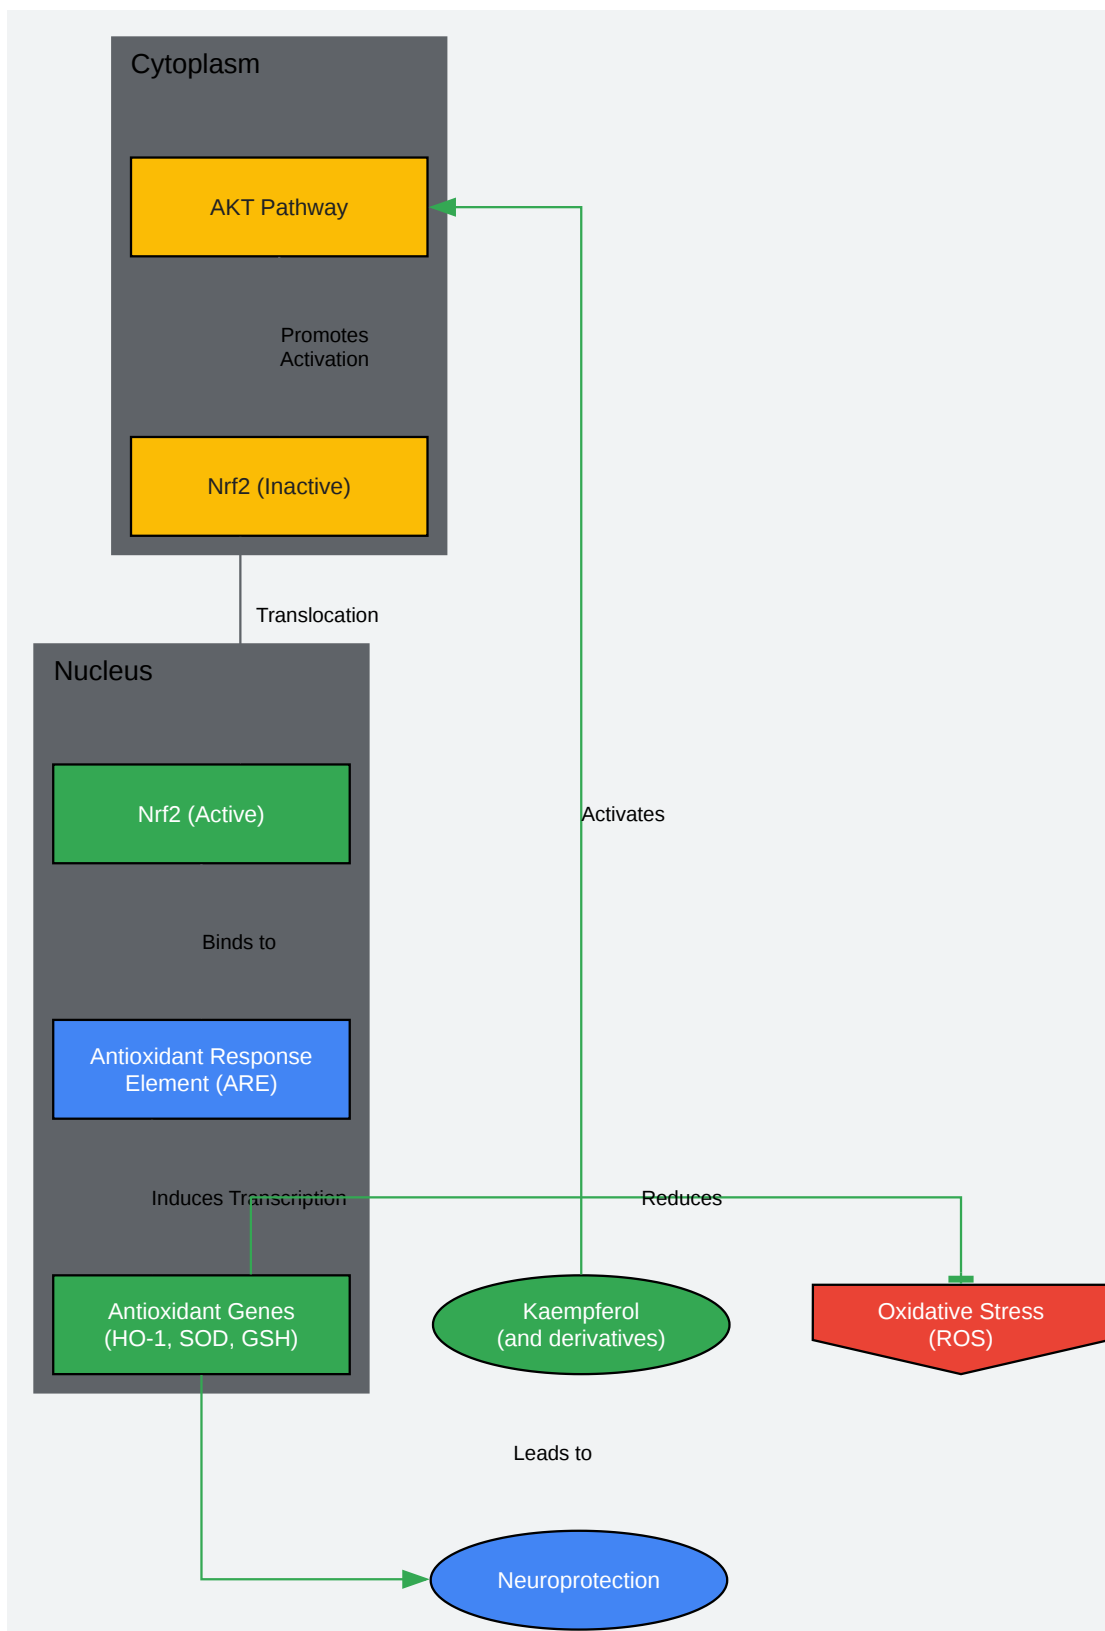 Cytoplasm
AKT Pathway
Promotes
Activation
Nrf2 (Inactive)
Translocation
Nucleus
Nrf2 (Active)
Activates
Binds to
Antioxidant Response
Element (ARE)
Induces Transcription
Reduces
Antioxidant Genes
(HO-1, SOD, GSH)
Kaempferol
(and derivatives)
Oxidative Stress
(ROS)
Leads to
Neuroprotection